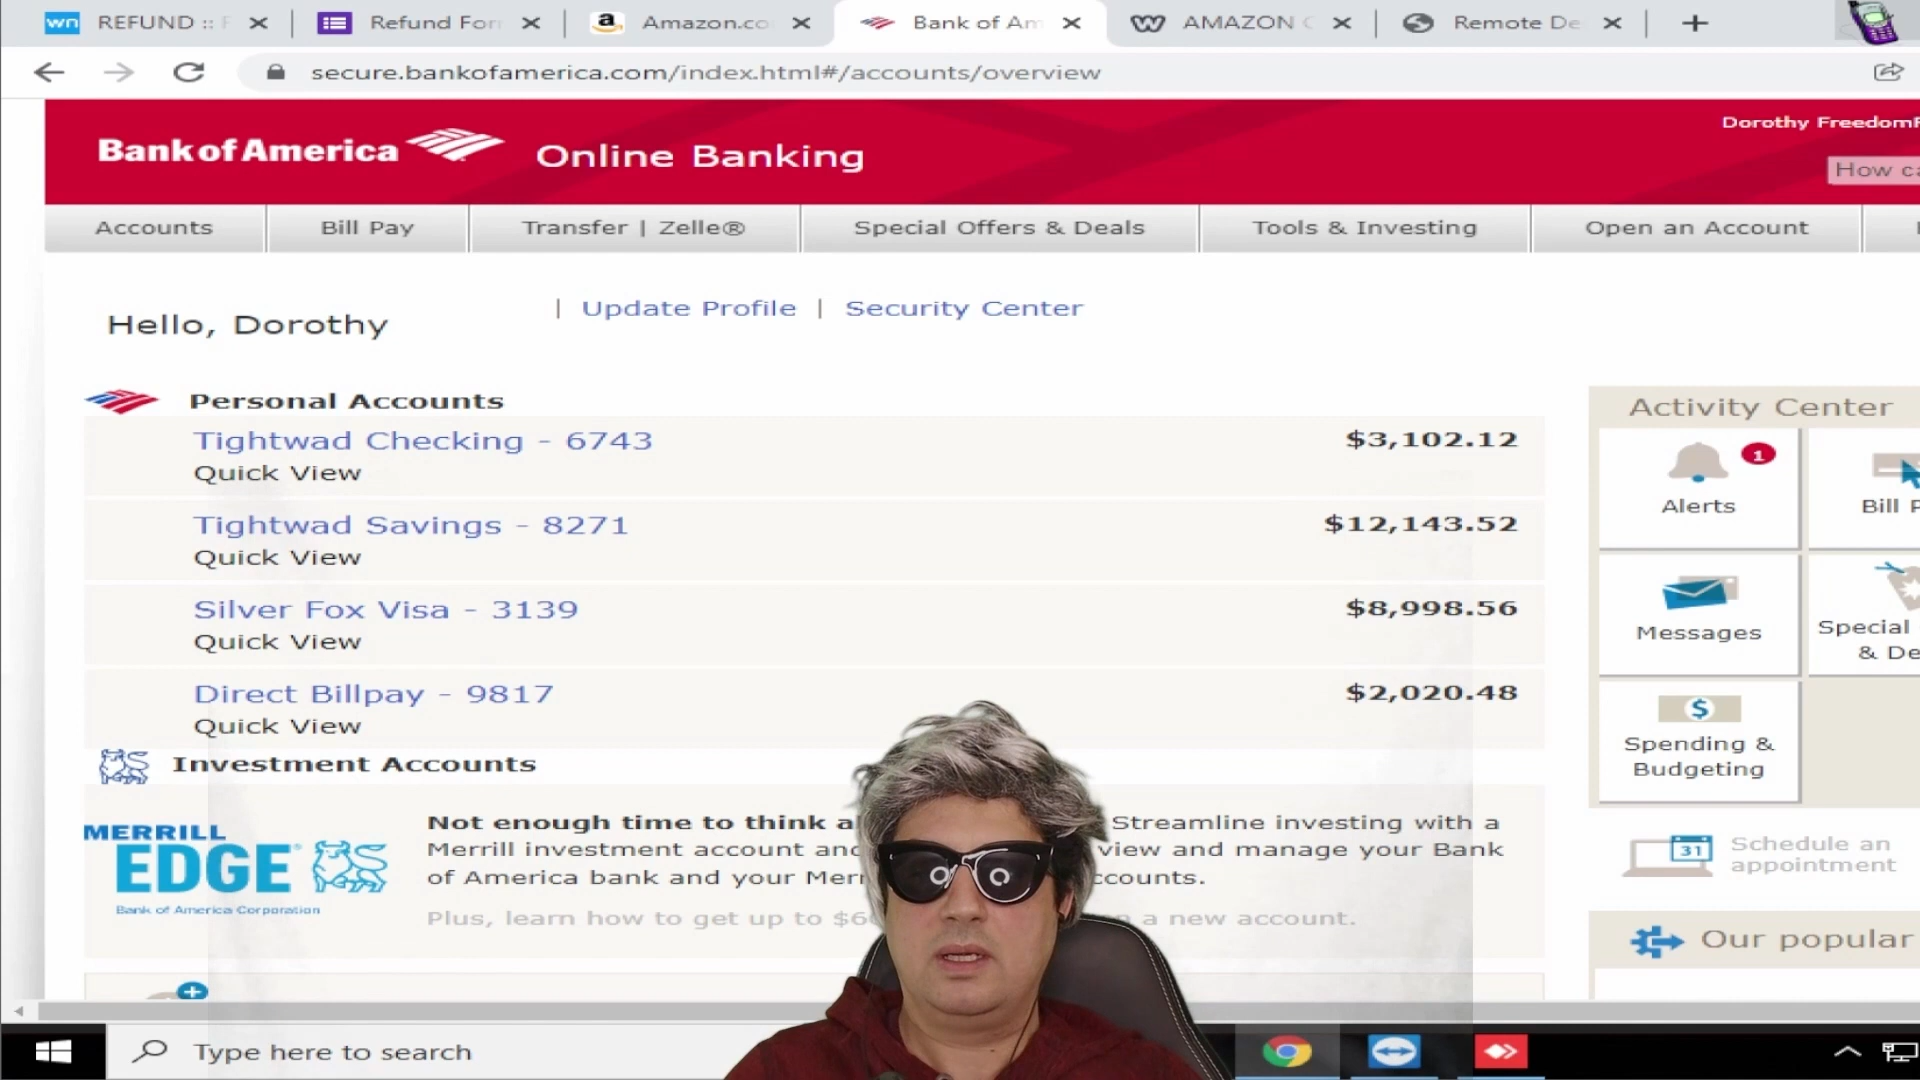 wn REFUND :: F
Refund For
Amazon.co
Bank of Am
AMAZON C
Remote De
secure.bankofamerica.com/index.html#/accounts/overview
Bank of America
Online Banking
Dorothy FreedomF
How ca
Accounts
Bill Pay
Transfer | Zelle®
Special Offers & Deals
Tools & Investing
Open an Account
Hello, Dorothy
| Update Profile | Security Center
Personal Accounts
Tightwad Checking - 6743 $3,102.12
Quick View
Tightwad Savings - 8271 $12,143.52
Quick View
Silver Fox Visa - 3139 $8,998.56
Quick View
Direct Billpay - 9817 $2,020.48
Quick View
Investment Accounts
MERRILL
EDGE®
Bank of America Corporation
Not enough time to think a Streamline investing with a
Merrill investment account and view and manage your Bank
of America bank and your Merr ccounts.
Plus, learn how to get up to $6 n a new account.
Activity Center
1
Alerts
Bill P
Messages
Special
& De
$
Spending &
Budgeting
31
Schedule an
appointment
Our popular
Type here to search